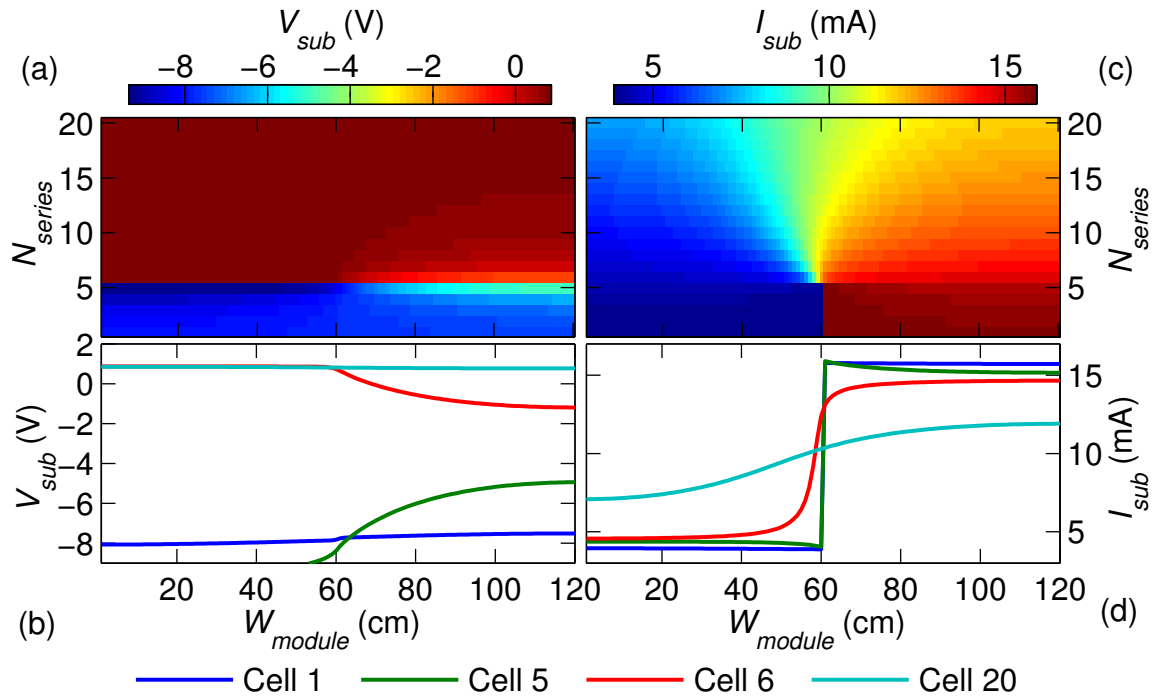 V_sub (V)
I_sub (mA)
(a)
−8 −6 −4 −2 0
5 10 15
(c)
20
15
10
5
N_series
20
15
10
5
N_series
2
0
−2
−4
−6
−8
V_sub (V)
15
10
5
I_sub (mA)
20 40 60 80 100 120
20 40 60 80 100 120
(b)
W_module (cm)
W_module (cm)
(d)
Cell 1 Cell 5 Cell 6 Cell 20